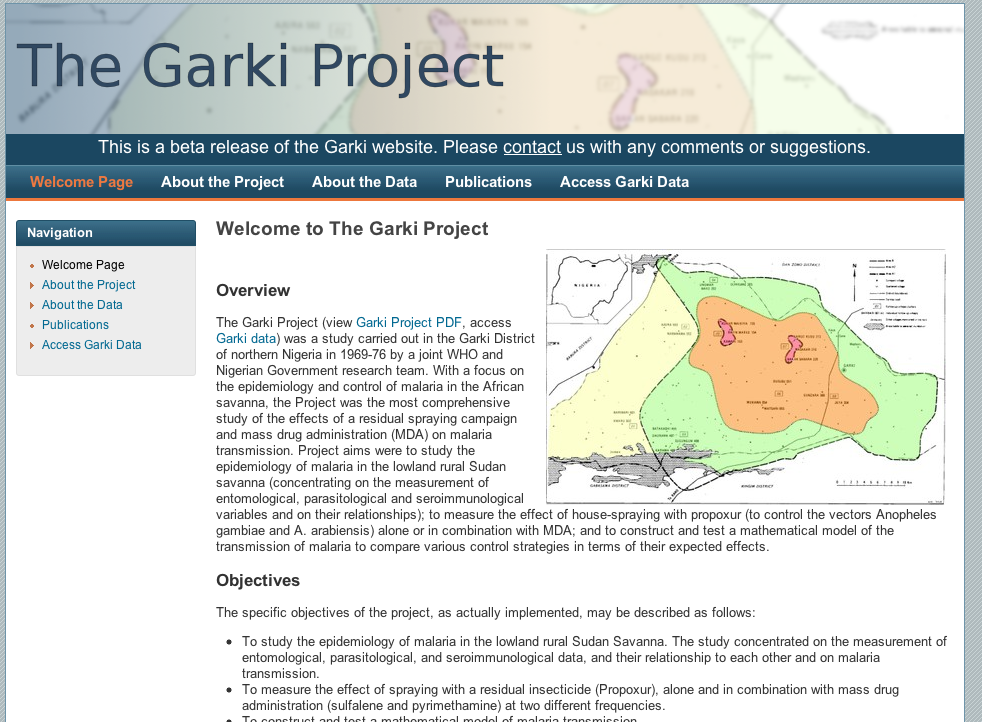 The Garki Project
This is a beta release of the Garki website. Please contact us with any comments or suggestions.
Welcome Page About the Project About the Data Publications Access Garki Data
Navigation
Welcome Page
About the Project
About the Data
Publications
Access Garki Data
Welcome to The Garki Project
Overview
The Garki Project (view Garki Project PDF, access
Garki data) was a study carried out in the Garki District
of northern Nigeria in 1969-76 by a joint WHO and
Nigerian Government research team. With a focus on
the epidemiology and control of malaria in the African
savanna, the Project was the most comprehensive
study of the effects of a residual spraying campaign
and mass drug administration (MDA) on malaria
transmission. Project aims were to study the
epidemiology of malaria in the lowland rural Sudan
savanna (concentrating on the measurement of
entomological, parasitological and seroimmunological
variables and on their relationships); to measure the effect of house-spraying with propoxur (to control the vectors Anopheles
gambiae and A. arabiensis) alone or in combination with MDA; and to construct and test a mathematical model of the
transmission of malaria to compare various control strategies in terms of their expected effects.
NIGERIA
N
Objectives
The specific objectives of the project, as actually implemented, may be described as follows:
To study the epidemiology of malaria in the lowland rural Sudan Savanna. The study concentrated on the measurement of
entomological, parasitological, and seroimmunological data, and their relationship to each other and on malaria
transmission.
To measure the effect of spraying with a residual insecticide (Propoxur), alone and in combination with mass drug
administration (sulfalene and pyrimethamine) at two different frequencies.
To construct and test a mathematical model of malaria transmission